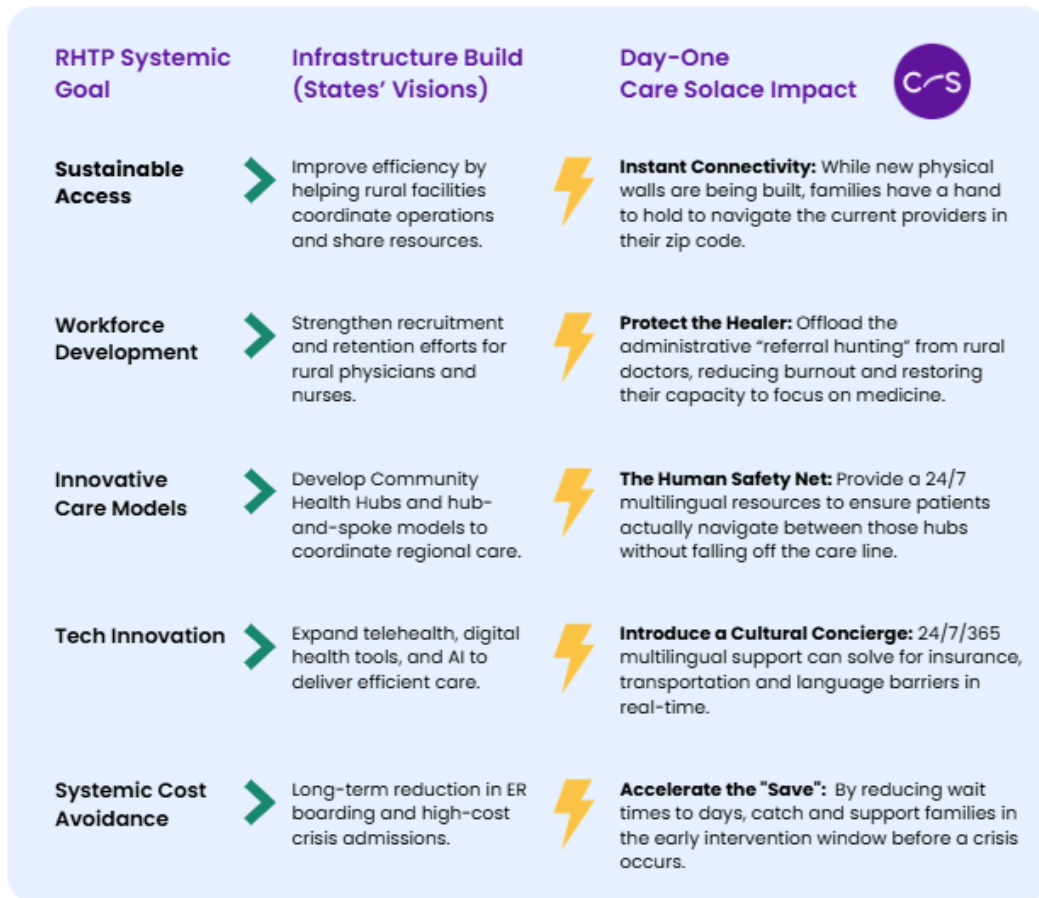 RHTP Systemic
Goal
Infrastructure Build
(States' Visions)
Day-One
Care Solace Impact
C S
Sustainable
Access
Improve efficiency by
helping rural facilities
coordinate operations
and share resources.
Instant Connectivity: While new physical
walls are being built, families have a hand
to hold to navigate the current providers in
their zip code.
Workforce
Development
Strengthen recruitment
and retention efforts for
rural physicians and
nurses.
Protect the Healer: Offload the
administrative “referral hunting” from rural
doctors, reducing burnout and restoring
their capacity to focus on medicine.
Innovative
Care Models
Develop Community
Health Hubs and hub-
and-spoke models to
coordinate regional care.
The Human Safety Net: Provide a 24/7
multilingual resources to ensure patients
actually navigate between those hubs
without falling off the care line.
Tech Innovation
Expand telehealth, digital
health tools, and AI to
deliver efficient care.
Introduce a Cultural Concierge: 24/7/365
multilingual support can solve for insurance,
transportation and language barriers in
real-time.
Systemic Cost
Avoidance
Long-term reduction in ER
boarding and high-cost
crisis admissions.
Accelerate the "Save": By reducing wait
times to days, catch and support families in
the early intervention window before a crisis
occurs.